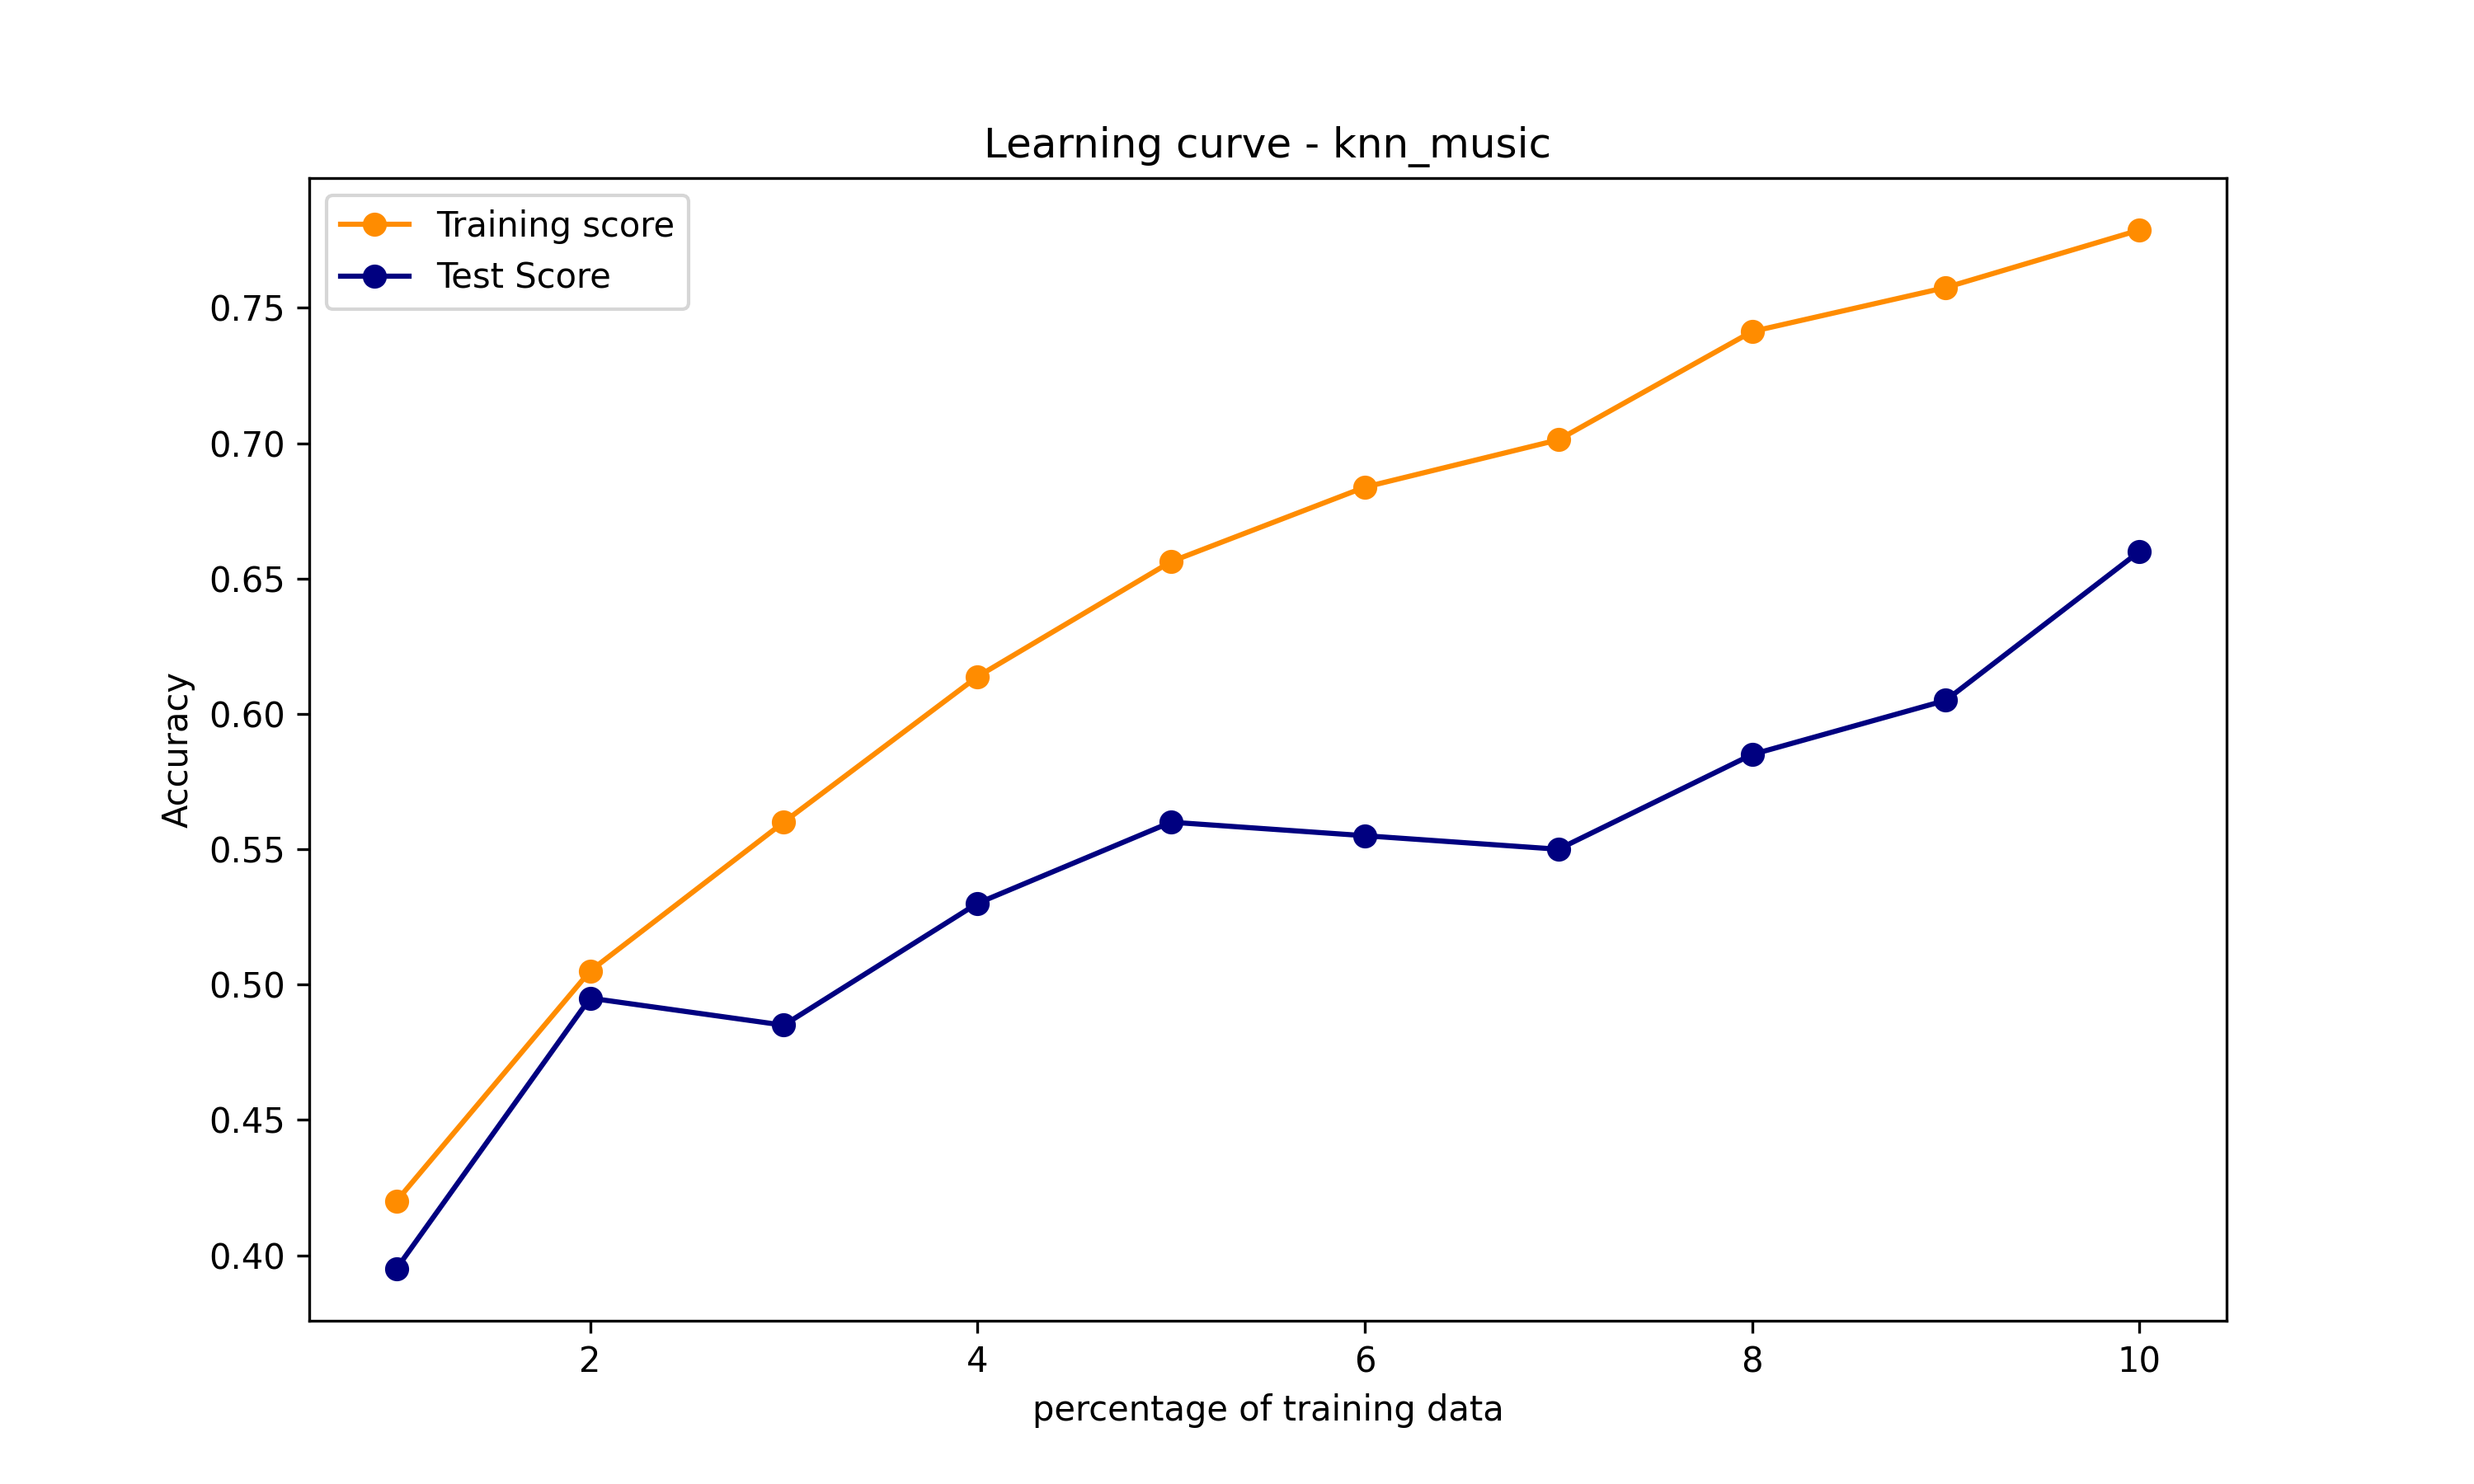 Learning curve - knn_music
Training score
Test Score
0.75
0.70
0.65
0.60
0.55
0.50
0.45
0.40
Accuracy
2 4 6 8 10
percentage of training data